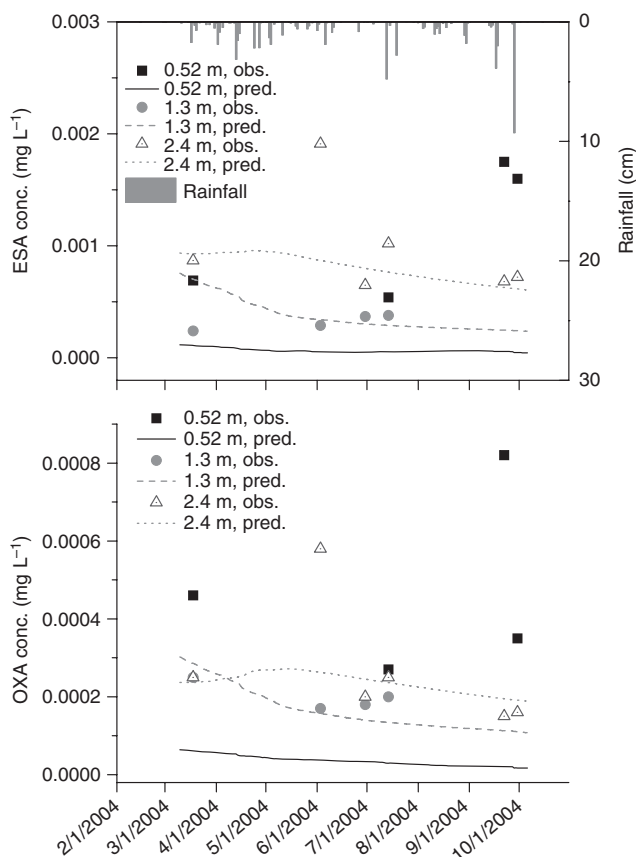 0.003
0.002
0.001
0.000
ESA conc. (mg L⁻¹)
0.52 m, obs.
0.52 m, pred.
1.3 m, obs.
1.3 m, pred.
2.4 m, obs.
2.4 m, pred.
Rainfall
0
10
20
30
Rainfall (cm)
0.0008
0.0006
0.0004
0.0002
0.0000
OXA conc. (mg L⁻¹)
0.52 m, obs.
0.52 m, pred.
1.3 m, obs.
1.3 m, pred.
2.4 m, obs.
2.4 m, pred.
2/1/2004
3/1/2004
4/1/2004
5/1/2004
6/1/2004
7/1/2004
8/1/2004
9/1/2004
10/1/2004